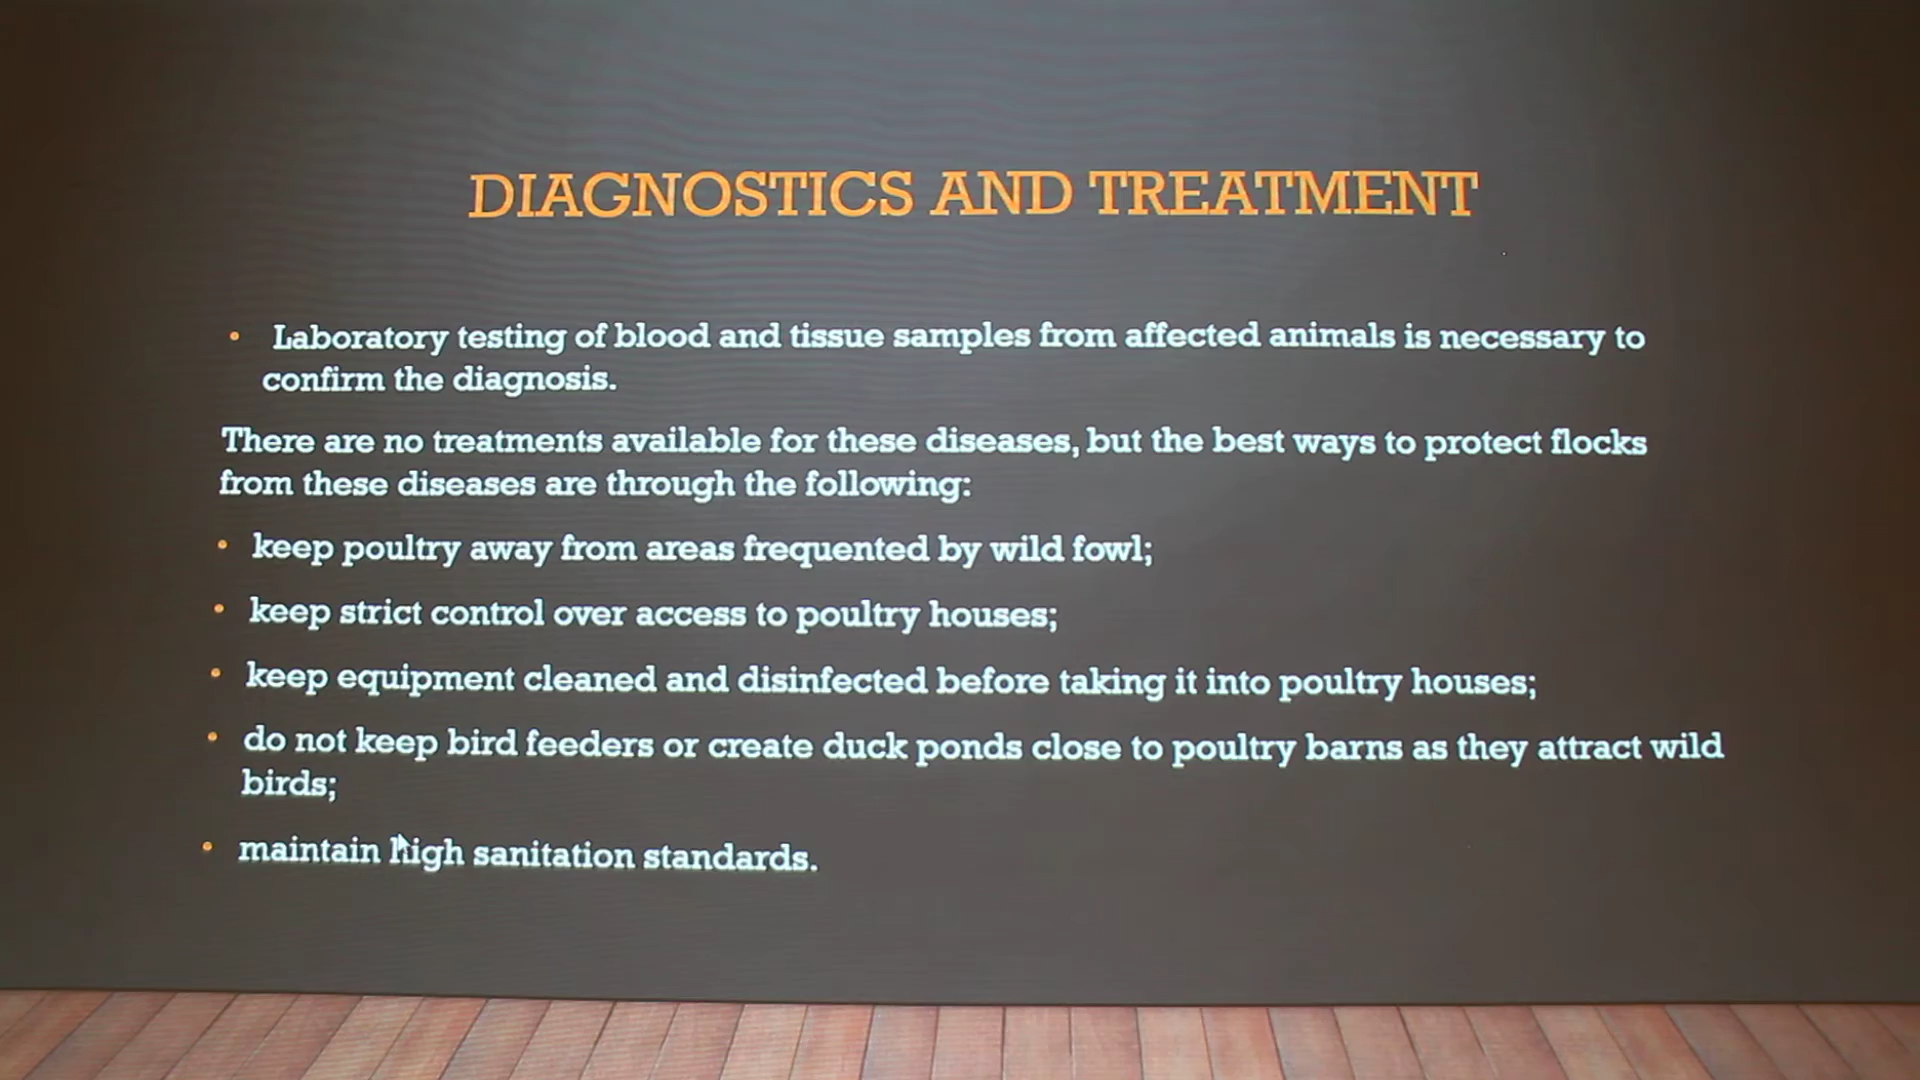 DIAGNOSTICS AND TREATMENT
• Laboratory testing of blood and tissue samples from affected animals is necessary to
confirm the diagnosis.
There are no treatments available for these diseases, but the best ways to protect flocks
from these diseases are through the following:
• keep poultry away from areas frequented by wild fowl;
• keep strict control over access to poultry houses;
• keep equipment cleaned and disinfected before taking it into poultry houses;
• do not keep bird feeders or create duck ponds close to poultry barns as they attract wild
birds;
• maintain high sanitation standards.